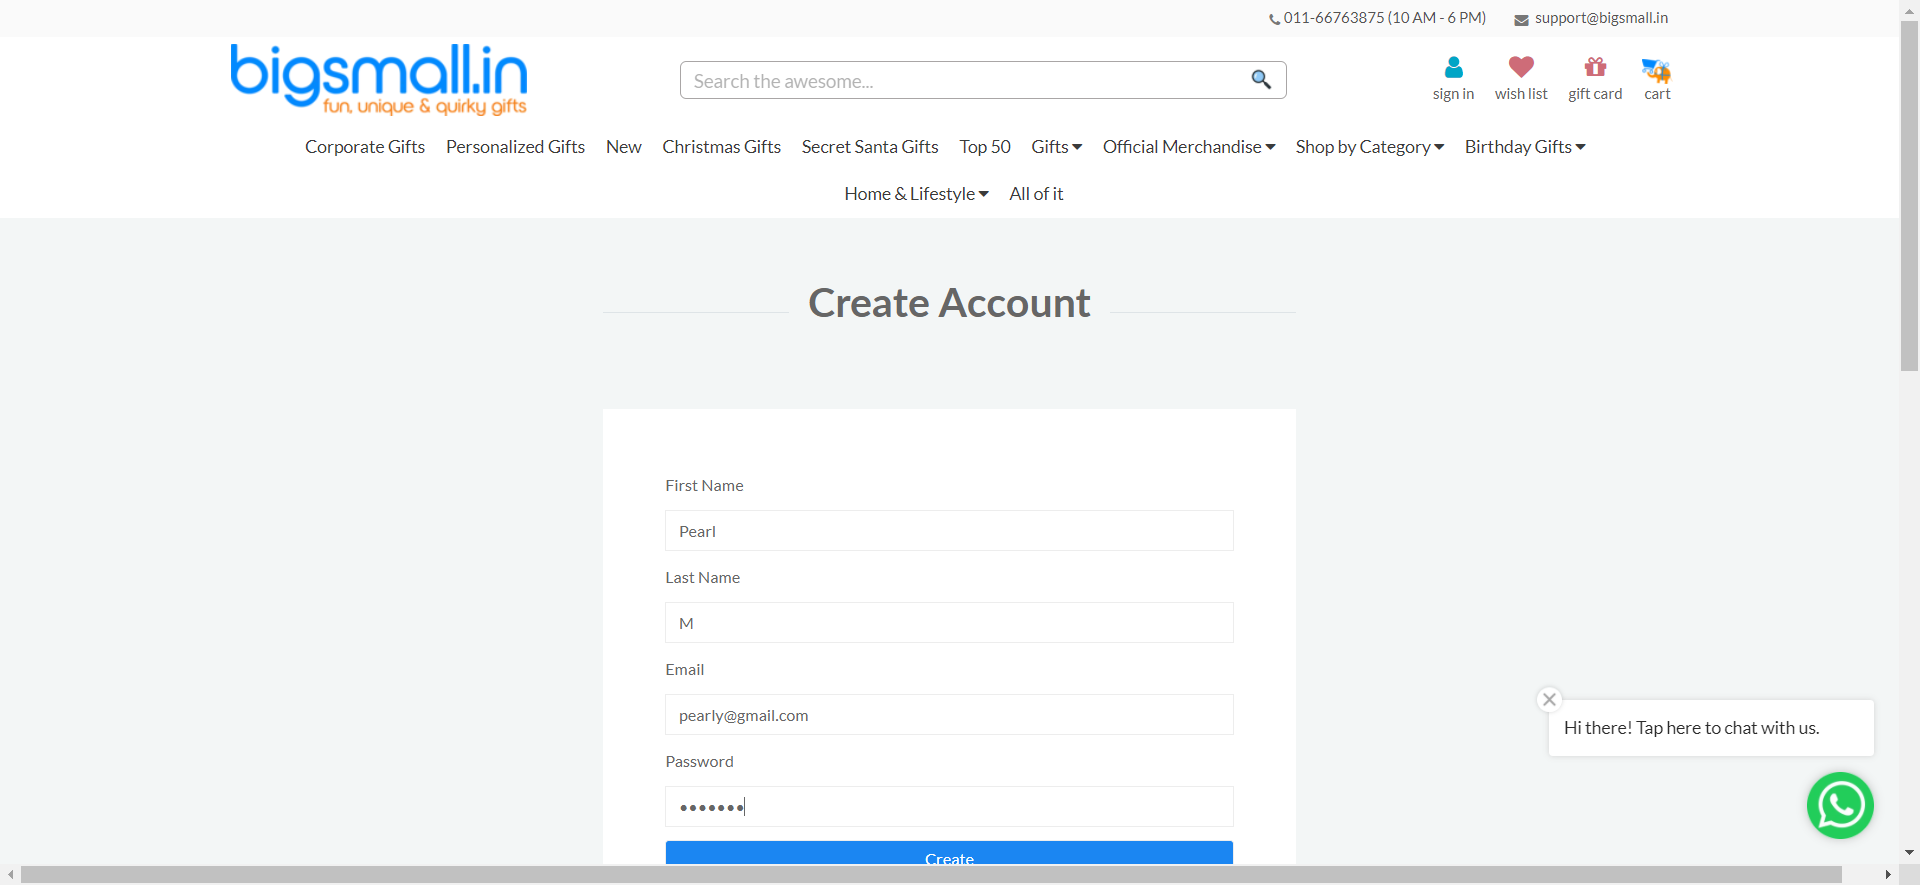 011-66763875 (10 AM - 6 PM) support@bigsmall.in
bigsmall.in
fun, unique & quirky gifts
Search the awesome...
sign in wish list gift card cart
Corporate Gifts Personalized Gifts New Christmas Gifts Secret Santa Gifts Top 50 Gifts Official Merchandise Shop by Category Birthday Gifts
Home & Lifestyle All of it
Create Account
First Name
Pearl
Last Name
M
Email
pearly@gmail.com
Password
•••••••
Hi there! Tap here to chat with us.
Create